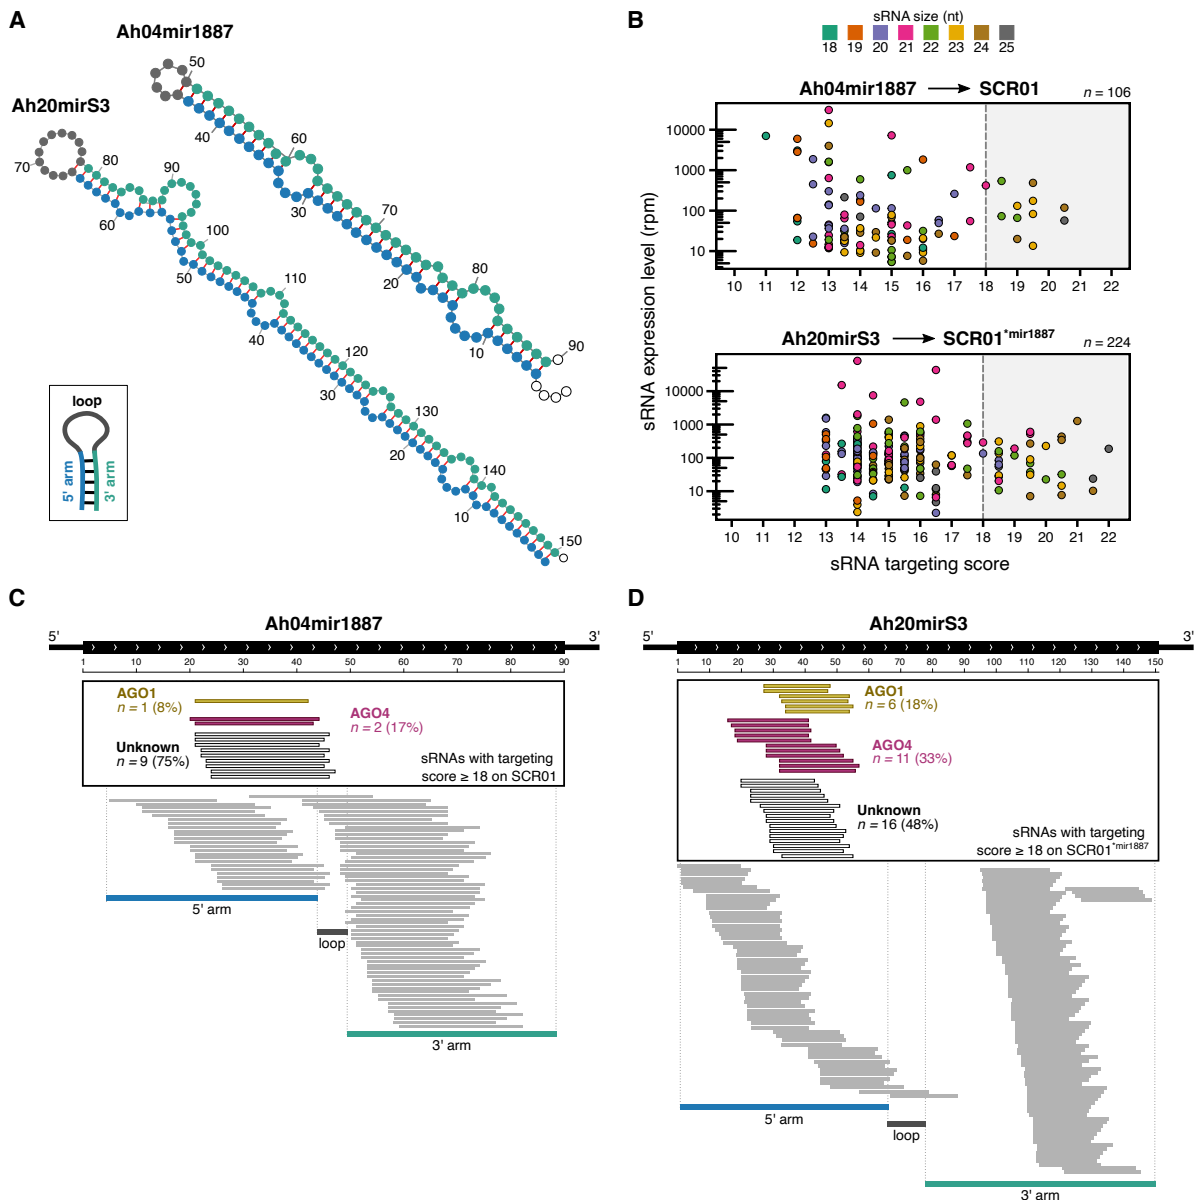 A
Ah04mir1887
50
40
60
30
70
20
80
10
90
Ah20mirS3
70
80
90
60
100
50
110
40
120
30
130
20
140
10
150
loop
5' arm
3' arm
B
sRNA size (nt)
18 19 20 21 22 23 24 25
Ah04mir1887 → SCR01
n = 106
10000
1000
100
10
10 11 12 13 14 15 16 17 18 19 20 21 22
sRNA expression level (rpm)
Ah20mirS3 → SCR01*mir1887
n = 224
10000
1000
100
10
10 11 12 13 14 15 16 17 18 19 20 21 22
sRNA targeting score
C
Ah04mir1887
5' 3'
1 10 20 30 40 50 60 70 80 90
AGO1
n = 1 (8%)
AGO4
n = 2 (17%)
Unknown
n = 9 (75%)
sRNAs with targeting
score ≥ 18 on SCR01
5' arm
loop
3' arm
D
Ah20mirS3
5' 3'
1 10 20 30 40 50 60 70 80 90 100 110 120 130 140 150
AGO1
n = 6 (18%)
AGO4
n = 11 (33%)
Unknown
n = 16 (48%)
sRNAs with targeting
score ≥ 18 on SCR01*mir1887
5' arm
loop
3' arm